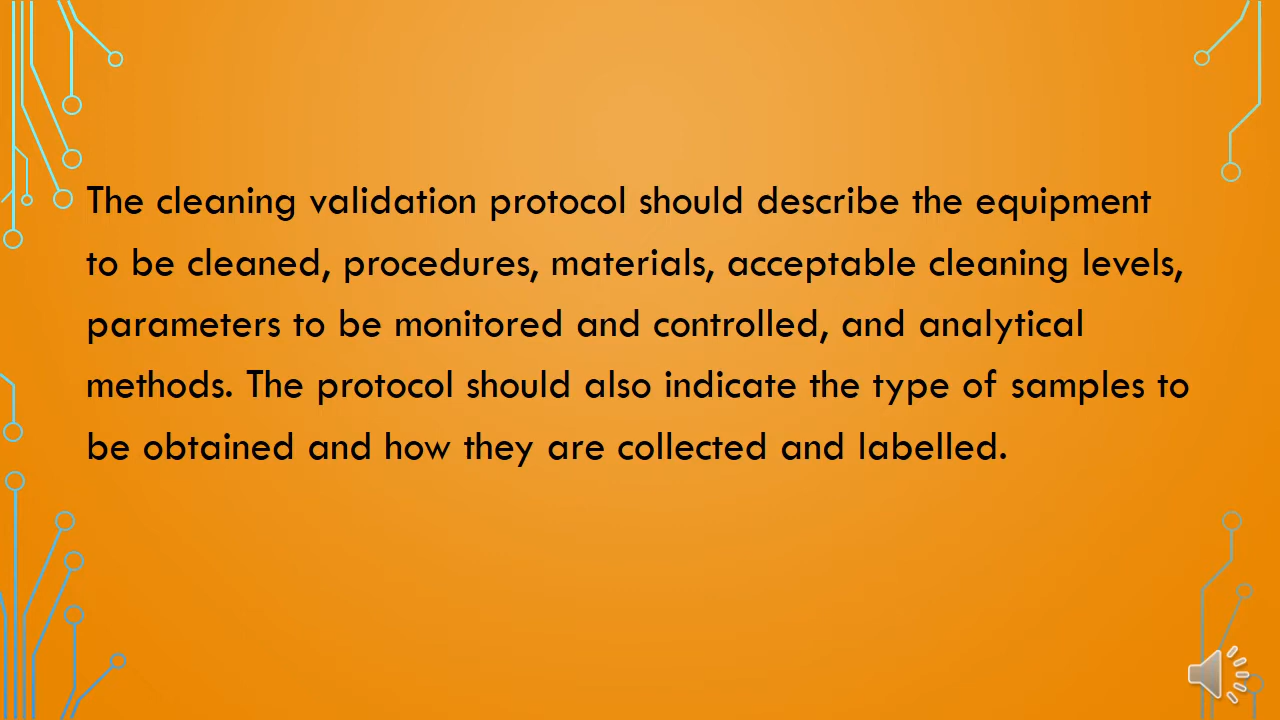 The cleaning validation protocol should describe the equipment
to be cleaned, procedures, materials, acceptable cleaning levels,
parameters to be monitored and controlled, and analytical
methods. The protocol should also indicate the type of samples to
be obtained and how they are collected and labelled.